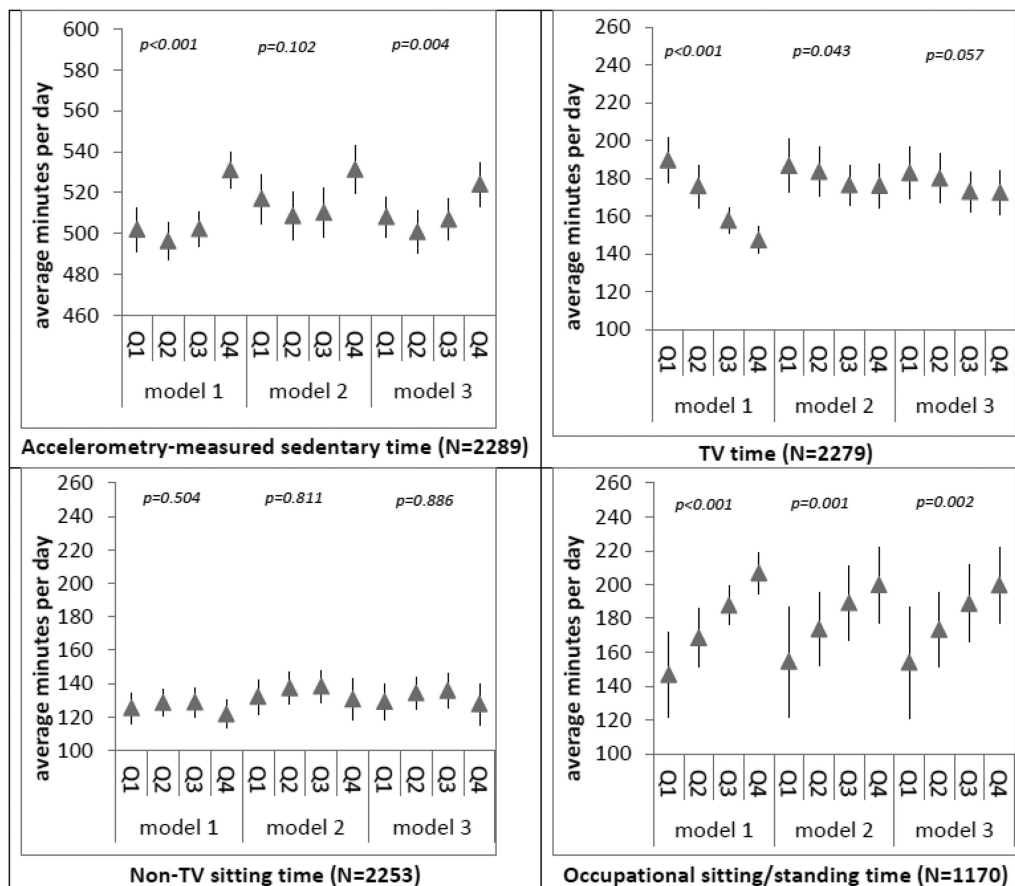 average minutes per day
600
580
560
540
520
500
480
460
p<0.001
p=0.102
p=0.004
Q1 Q2 Q3 Q4 Q1 Q2 Q3 Q4 Q1 Q2 Q3 Q4
model 1 model 2 model 3
Accelerometry-measured sedentary time (N=2289)
average minutes per day
260
240
220
200
180
160
140
120
100
p<0.001
p=0.043
p=0.057
Q1 Q2 Q3 Q4 Q1 Q2 Q3 Q4 Q1 Q2 Q3 Q4
model 1 model 2 model 3
TV time (N=2279)
average minutes per day
260
240
220
200
180
160
140
120
100
p=0.504
p=0.811
p=0.886
Q1 Q2 Q3 Q4 Q1 Q2 Q3 Q4 Q1 Q2 Q3 Q4
model 1 model 2 model 3
Non-TV sitting time (N=2253)
average minutes per day
260
240
220
200
180
160
140
120
100
p<0.001
p=0.001
p=0.002
Q1 Q2 Q3 Q4 Q1 Q2 Q3 Q4 Q1 Q2 Q3 Q4
model 1 model 2 model 3
Occupational sitting/standing time (N=1170)